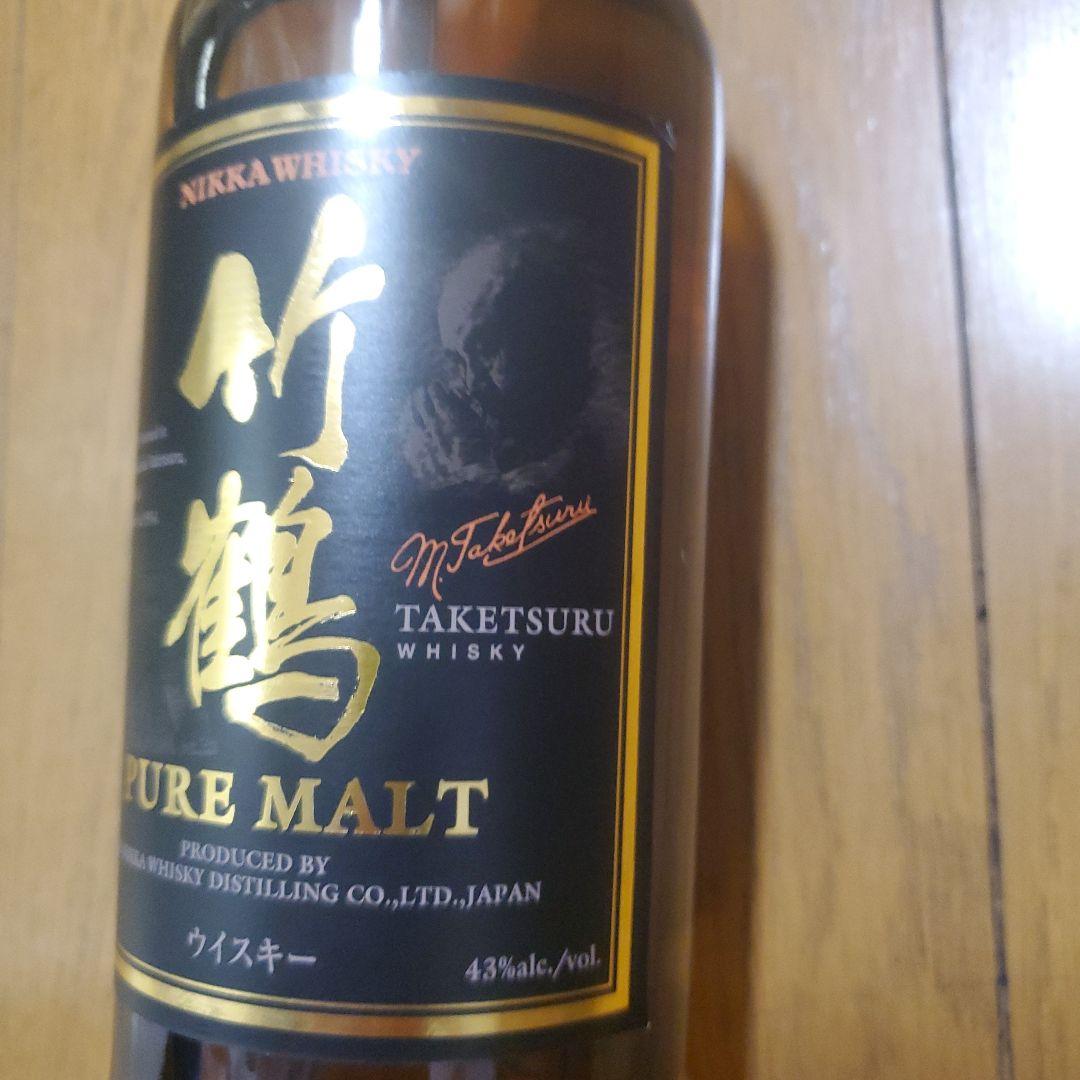 NIKKA WHISKY
竹鶴
M. Taketsuru
TAKETSURU
WHISKY
PURE MALT
PRODUCED BY
WHISKY DISTILLING CO.,LTD.,JAPAN
ウイスキー
43%alc./vol.